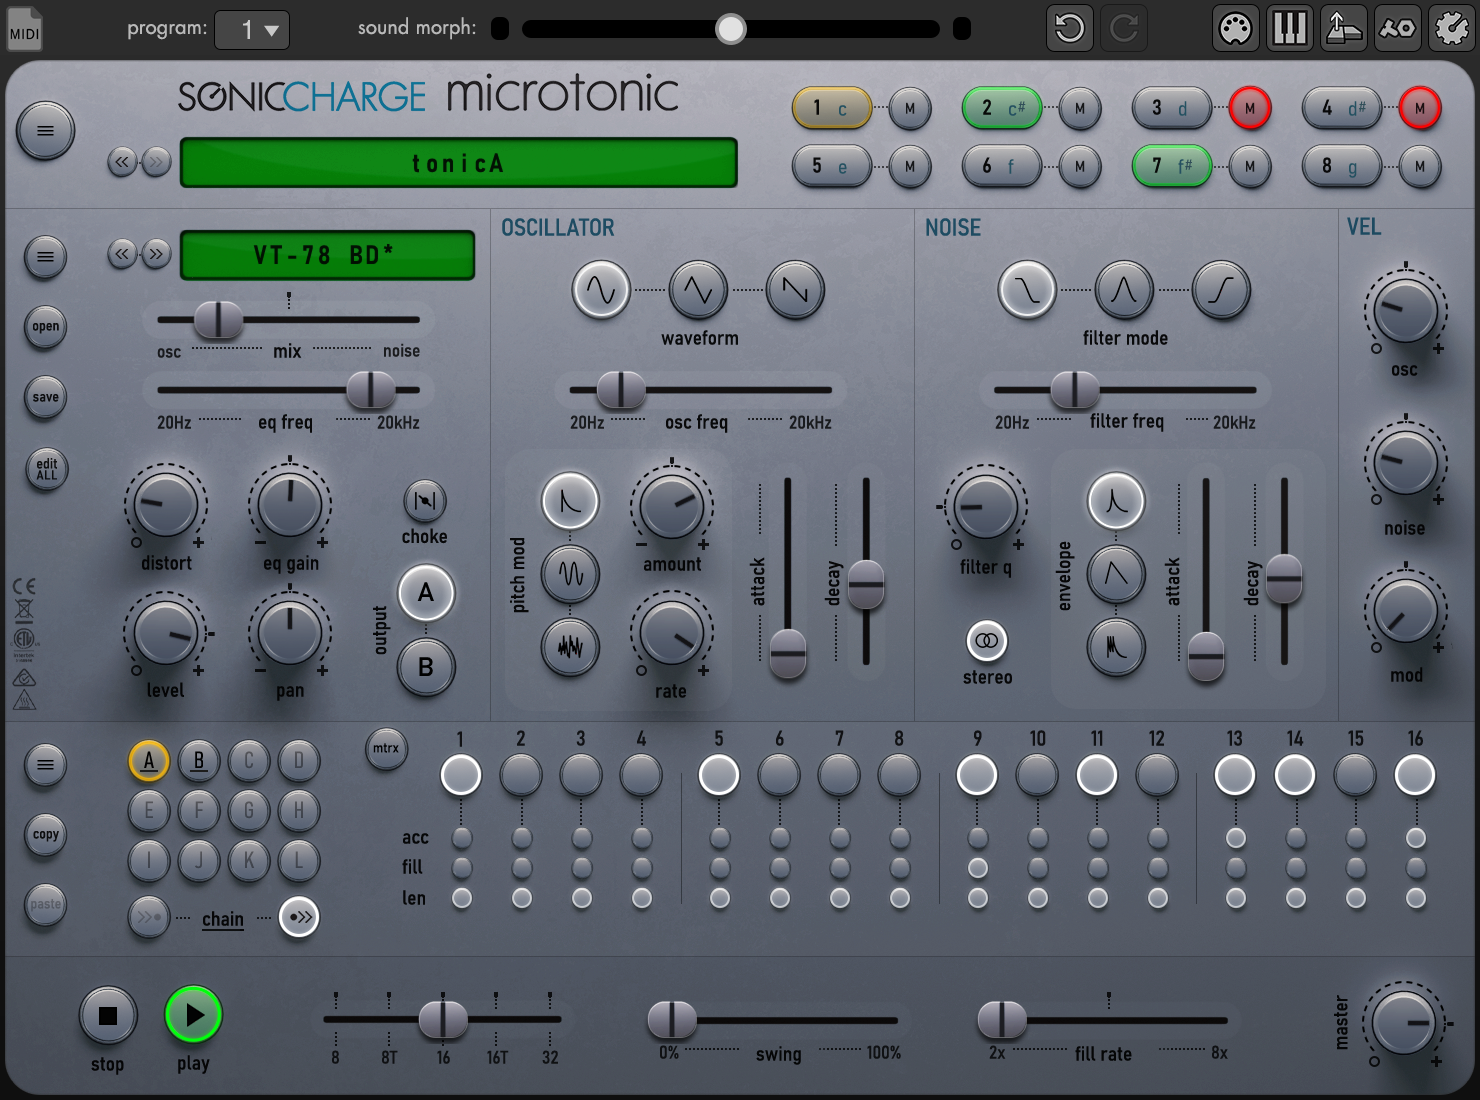 MIDI
program: 1
sound morph:
SONICCHARGE microtonic
1 c M 2 c# M 3 d M 4 d# M
tonicA
5 e M 6 f M 7 f# M 8 g M
OSCILLATOR NOISE VEL
VT-78 BD*
open
waveform
filter mode
osc mix noise
osc
save
20Hz eq freq 20kHz
20Hz osc freq 20kHz
20Hz filter freq 20kHz
edit
ALL
choke
distort
eq gain
pitch mod
amount
attack
decay
filter q
envelope
attack
decay
noise
output
A
B
level
pan
rate
stereo
mod
CE
A B C D
E F G H
I J K L
chain
mtrx
copy
paste
1 2 3 4 5 6 7 8 9 10 11 12 13 14 15 16
acc
fill
len
stop
play
8 8T 16 16T 32
0% swing 100%
2x fill rate 8x
master